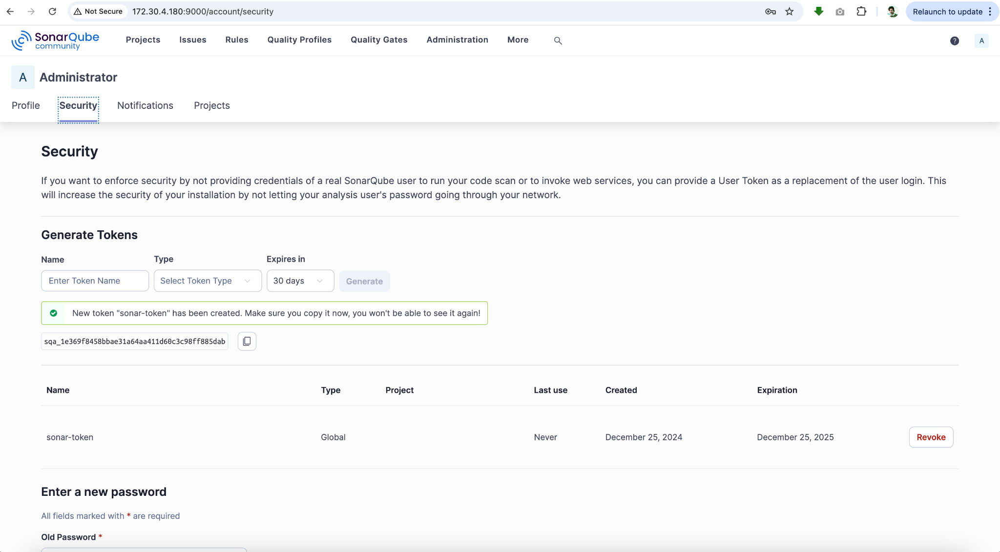 Not Secure 172.30.4.180:9000/account/security Relaunch to update
SonarQube community Projects Issues Rules Quality Profiles Quality Gates Administration More ? A
A Administrator
Profile Security Notifications Projects
Security
If you want to enforce security by not providing credentials of a real SonarQube user to run your code scan or to invoke web services, you can provide a User Token as a replacement of the user login. This
will increase the security of your installation by not letting your analysis user's password going through your network.
Generate Tokens
Name Type Expires in
Enter Token Name Select Token Type 30 days Generate
New token "sonar-token" has been created. Make sure you copy it now, you won't be able to see it again!
sqa_1e369f8458bbae31a64aa411d60c3c98ff885dab
Name Type Project Last use Created Expiration
sonar-token Global Never December 25, 2024 December 25, 2025 Revoke
Enter a new password
All fields marked with * are required
Old Password *